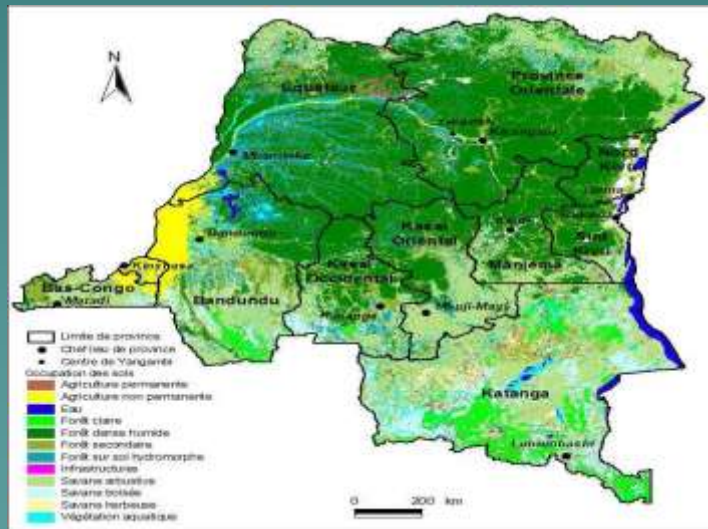 N
Equateur
Province
Orientale
Kisangani
Mbandaka
Nord
Kivu
Kasai
Oriental
Bandundu
Kasai
Occidental
Maniema
Sud
Kinshasa
Bas-Congo
Matadi
Bandundu
Kananga
Mbuji-Mayi
Katanga
Lubumbashi
Limite de province
Chef lieu de province
Centre de Yangambi
Occupation des sols
Agriculture permanente
Agriculture non permanente
Eau
Forêt claire
Forêt dense humide
Forêt secondaire
Forêt sur sol hydromorphe
Infrastructures
Savane arbustive
Savane boisée
Savane herbeuse
Végétation aquatique
0 200 km